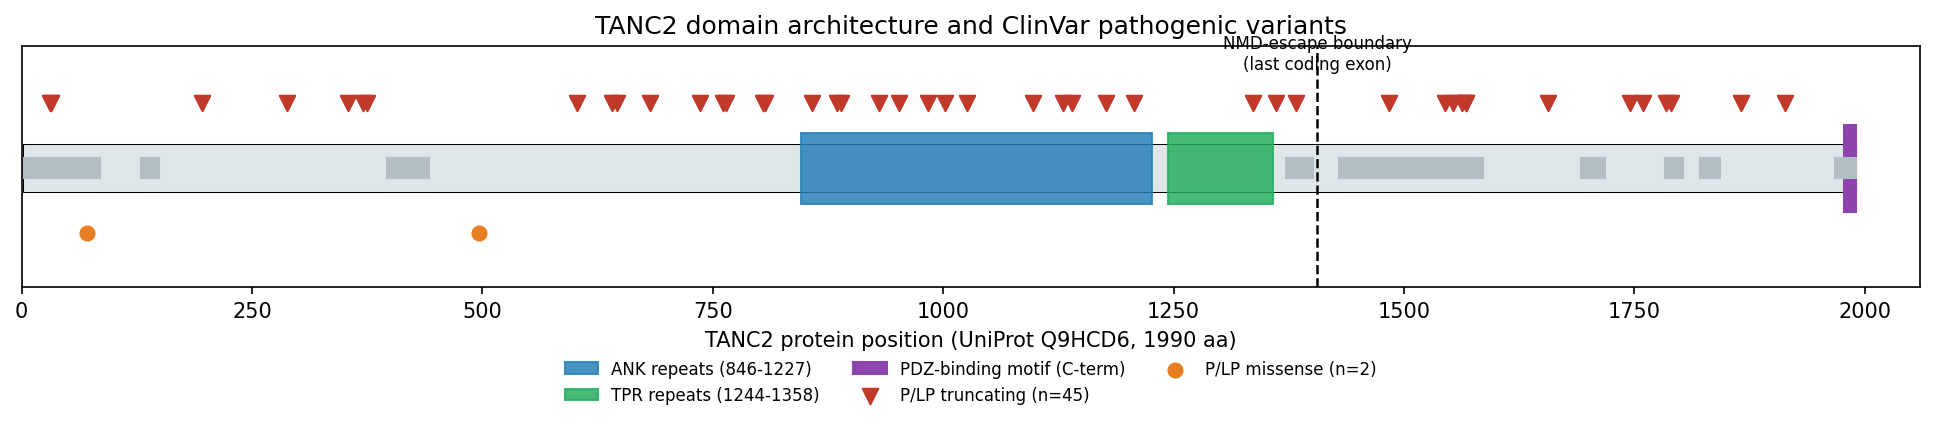 TANC2 domain architecture and ClinVar pathogenic variants
NMD-escape boundary
(last coding exon)
0 250 500 750 1000 1250 1500 1750 2000
TANC2 protein position (UniProt Q9HCD6, 1990 aa)
ANK repeats (846-1227)
TPR repeats (1244-1358)
PDZ-binding motif (C-term)
P/LP truncating (n=45)
P/LP missense (n=2)